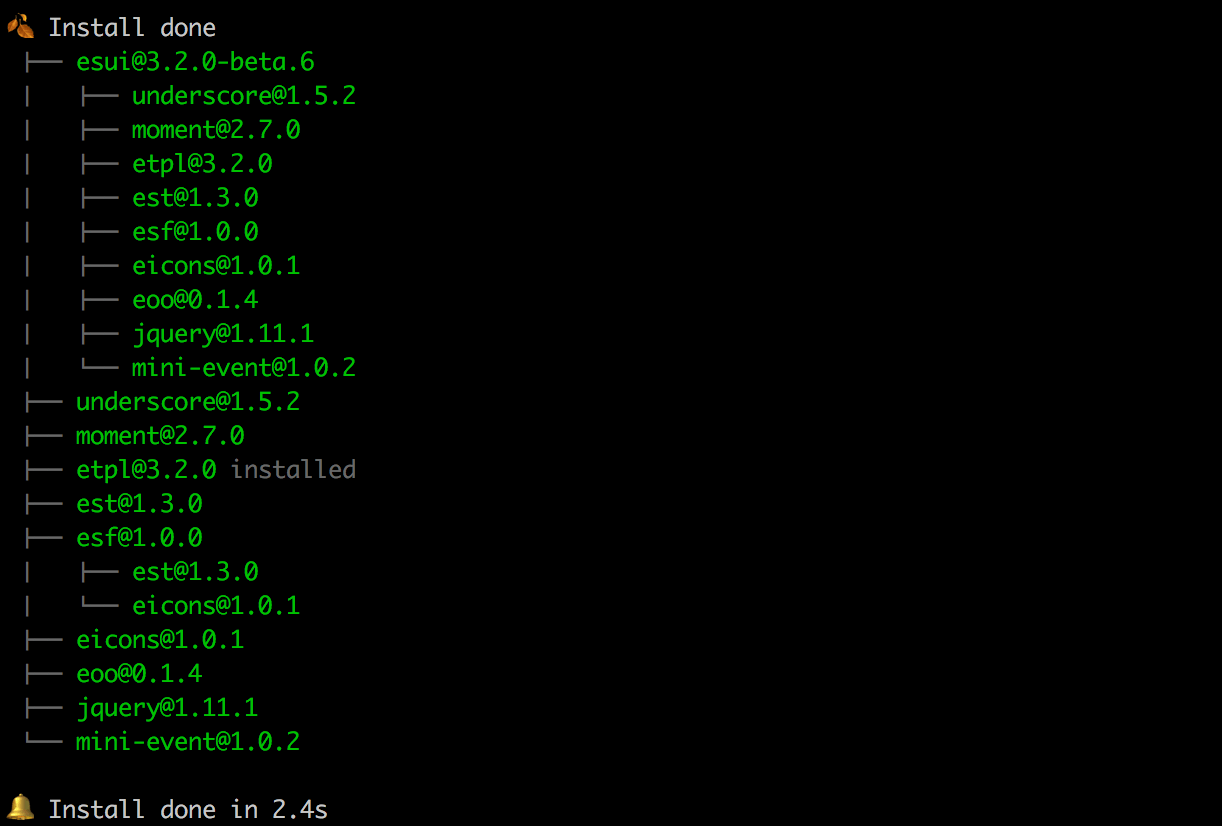 Install done
├── esui@3.2.0-beta.6
│   ├── underscore@1.5.2
│   ├── moment@2.7.0
│   ├── etpl@3.2.0
│   ├── est@1.3.0
│   ├── esf@1.0.0
│   ├── eicons@1.0.1
│   ├── eoo@0.1.4
│   ├── jquery@1.11.1
│   └── mini-event@1.0.2
├── underscore@1.5.2
├── moment@2.7.0
├── etpl@3.2.0 installed
├── est@1.3.0
├── esf@1.0.0
│   ├── est@1.3.0
│   └── eicons@1.0.1
├── eicons@1.0.1
├── eoo@0.1.4
├── jquery@1.11.1
└── mini-event@1.0.2
Install done in 2.4s